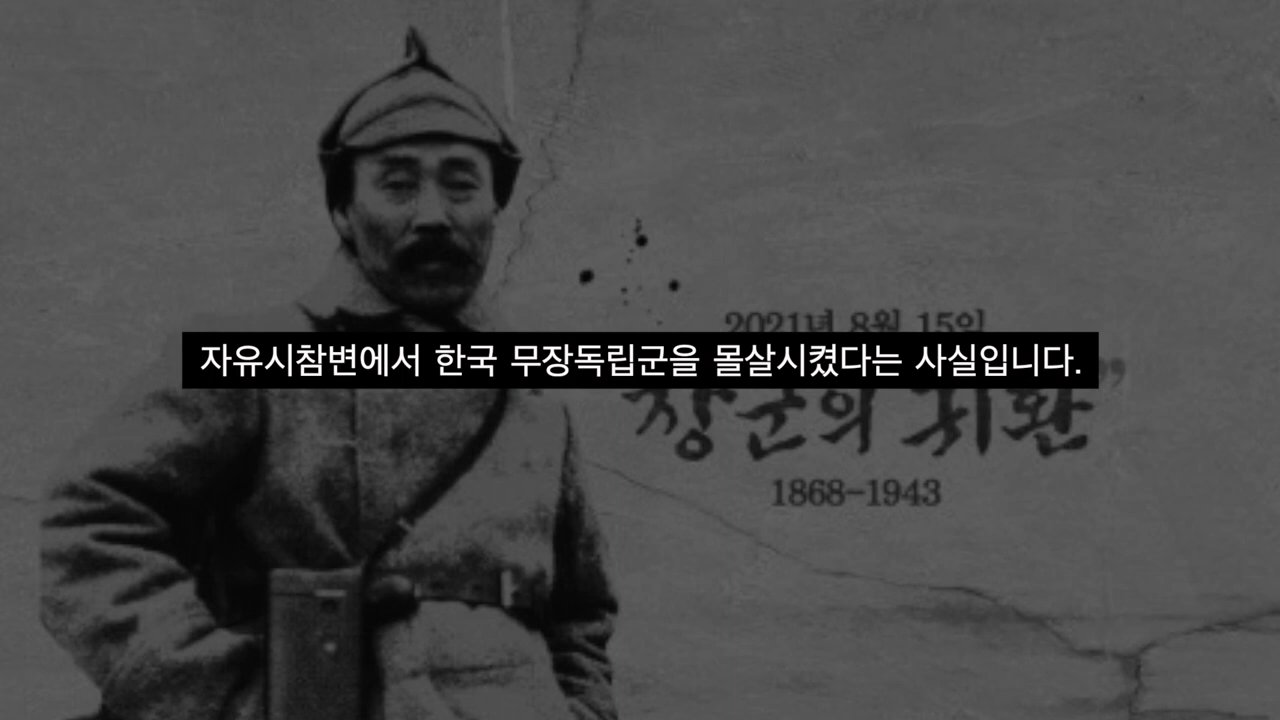 2021년 8월 15일
자유시참변에서 한국 무장독립군을 몰살시켰다는 사실입니다.
장군의 귀환”
1868-1943